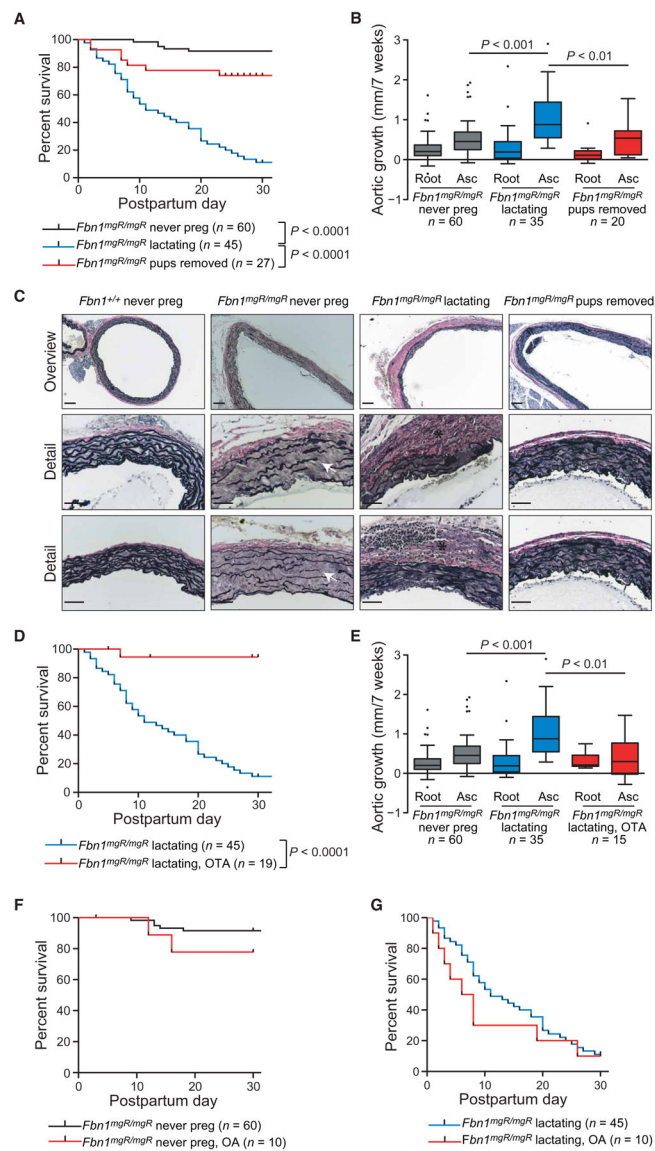 A
Percent survival
100
80
60
40
20
0
0 10 20 30
Postpartum day
Fbn1mgR/mgR never preg (n = 60)
Fbn1mgR/mgR lactating (n = 45)
Fbn1mgR/mgR pups removed (n = 27)
P < 0.0001
P < 0.0001
B
Aortic growth (mm/7 weeks)
3
2
1
0
−1
P < 0.001
P < 0.01
Root Asc Root Asc Root Asc
Fbn1mgR/mgR Fbn1mgR/mgR Fbn1mgR/mgR
never preg lactating pups removed
n = 60 n = 35 n = 20
C
Fbn1+/+ never preg Fbn1mgR/mgR never preg Fbn1mgR/mgR lactating Fbn1mgR/mgR pups removed
Overview
Detail
*
Detail
*
D
Percent survival
100
80
60
40
20
0
0 10 20 30
Postpartum day
Fbn1mgR/mgR lactating (n = 45)
Fbn1mgR/mgR lactating, OTA (n = 19)
P < 0.0001
E
Aortic growth (mm/7 weeks)
3
2
1
0
−1
P < 0.001
P < 0.01
Root Asc Root Asc Root Asc
Fbn1mgR/mgR Fbn1mgR/mgR Fbn1mgR/mgR
never preg lactating lactating, OTA
n = 60 n = 35 n = 15
F
Percent survival
100
80
60
40
20
0
0 10 20 30
Postpartum day
Fbn1mgR/mgR never preg (n = 60)
Fbn1mgR/mgR never preg, OA (n = 10)
G
Percent survival
100
80
60
40
20
0
0 10 20 30
Postpartum day
Fbn1mgR/mgR lactating (n = 45)
Fbn1mgR/mgR lactating, OA (n = 10)